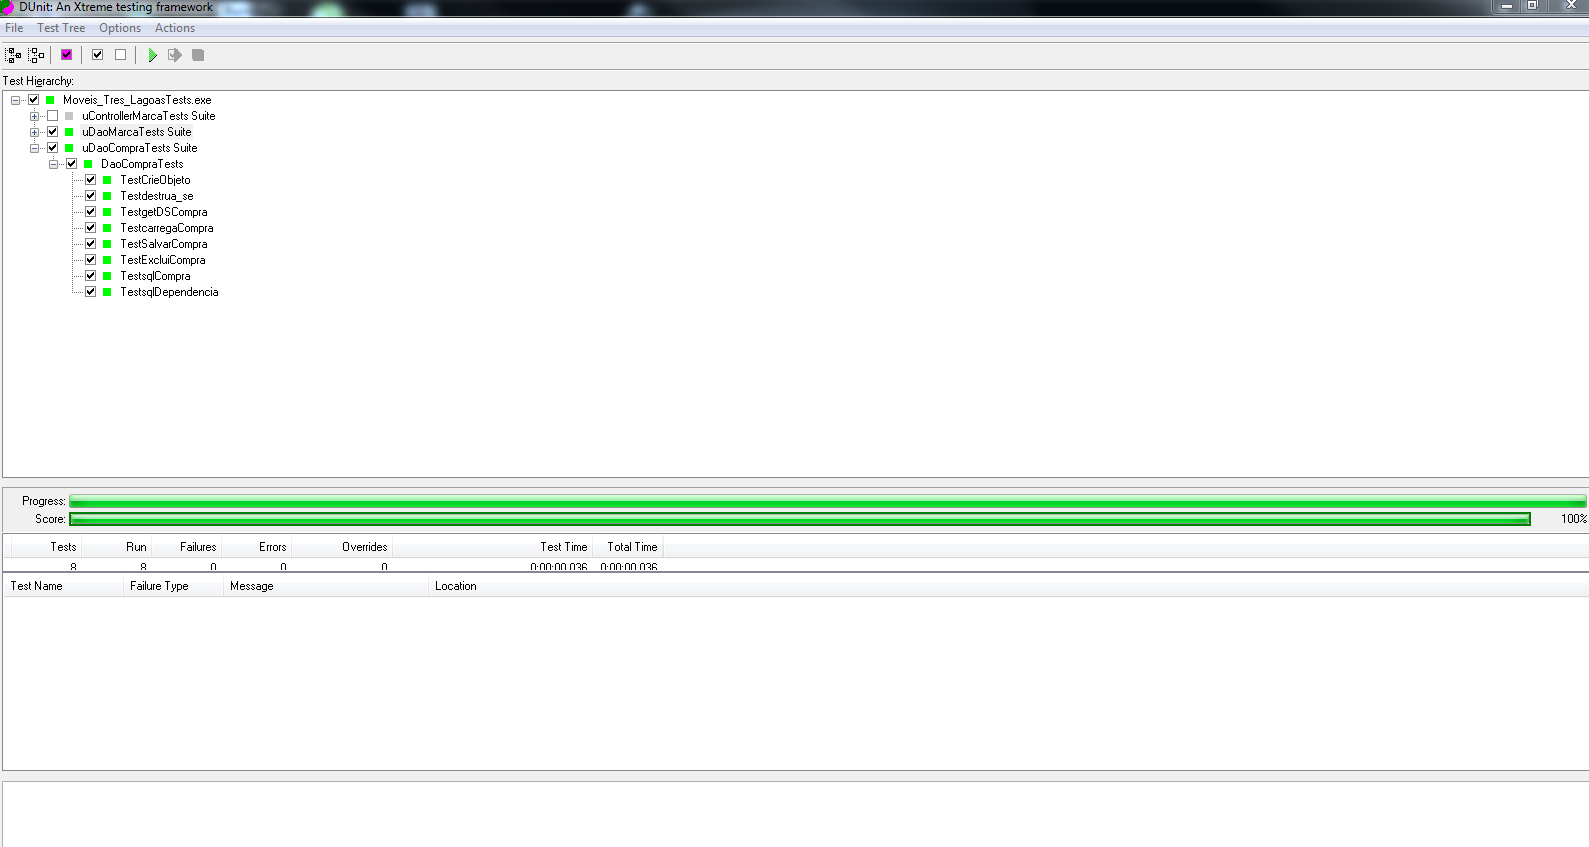 DUnit: An Xtreme testing framework
File Test Tree Options Actions
Test Hierarchy:
Moveis_Tres_LagoasTests.exe
uControllerMarcaTests Suite
uDaoMarcaTests Suite
uDaoCompraTests Suite
DaoCompraTests
TestCrieObjeto
Testdestrua_se
TestgetDSCompra
TestcarregaCompra
TestSalvarCompra
TestExcluiCompra
TestsqlCompra
TestsqlDependencia
Progress:
Score: 100%
Tests Run Failures Errors Overrides Test Time Total Time
8 8 0 0 0 0:00:00.036 0:00:00.036
Test Name Failure Type Message Location